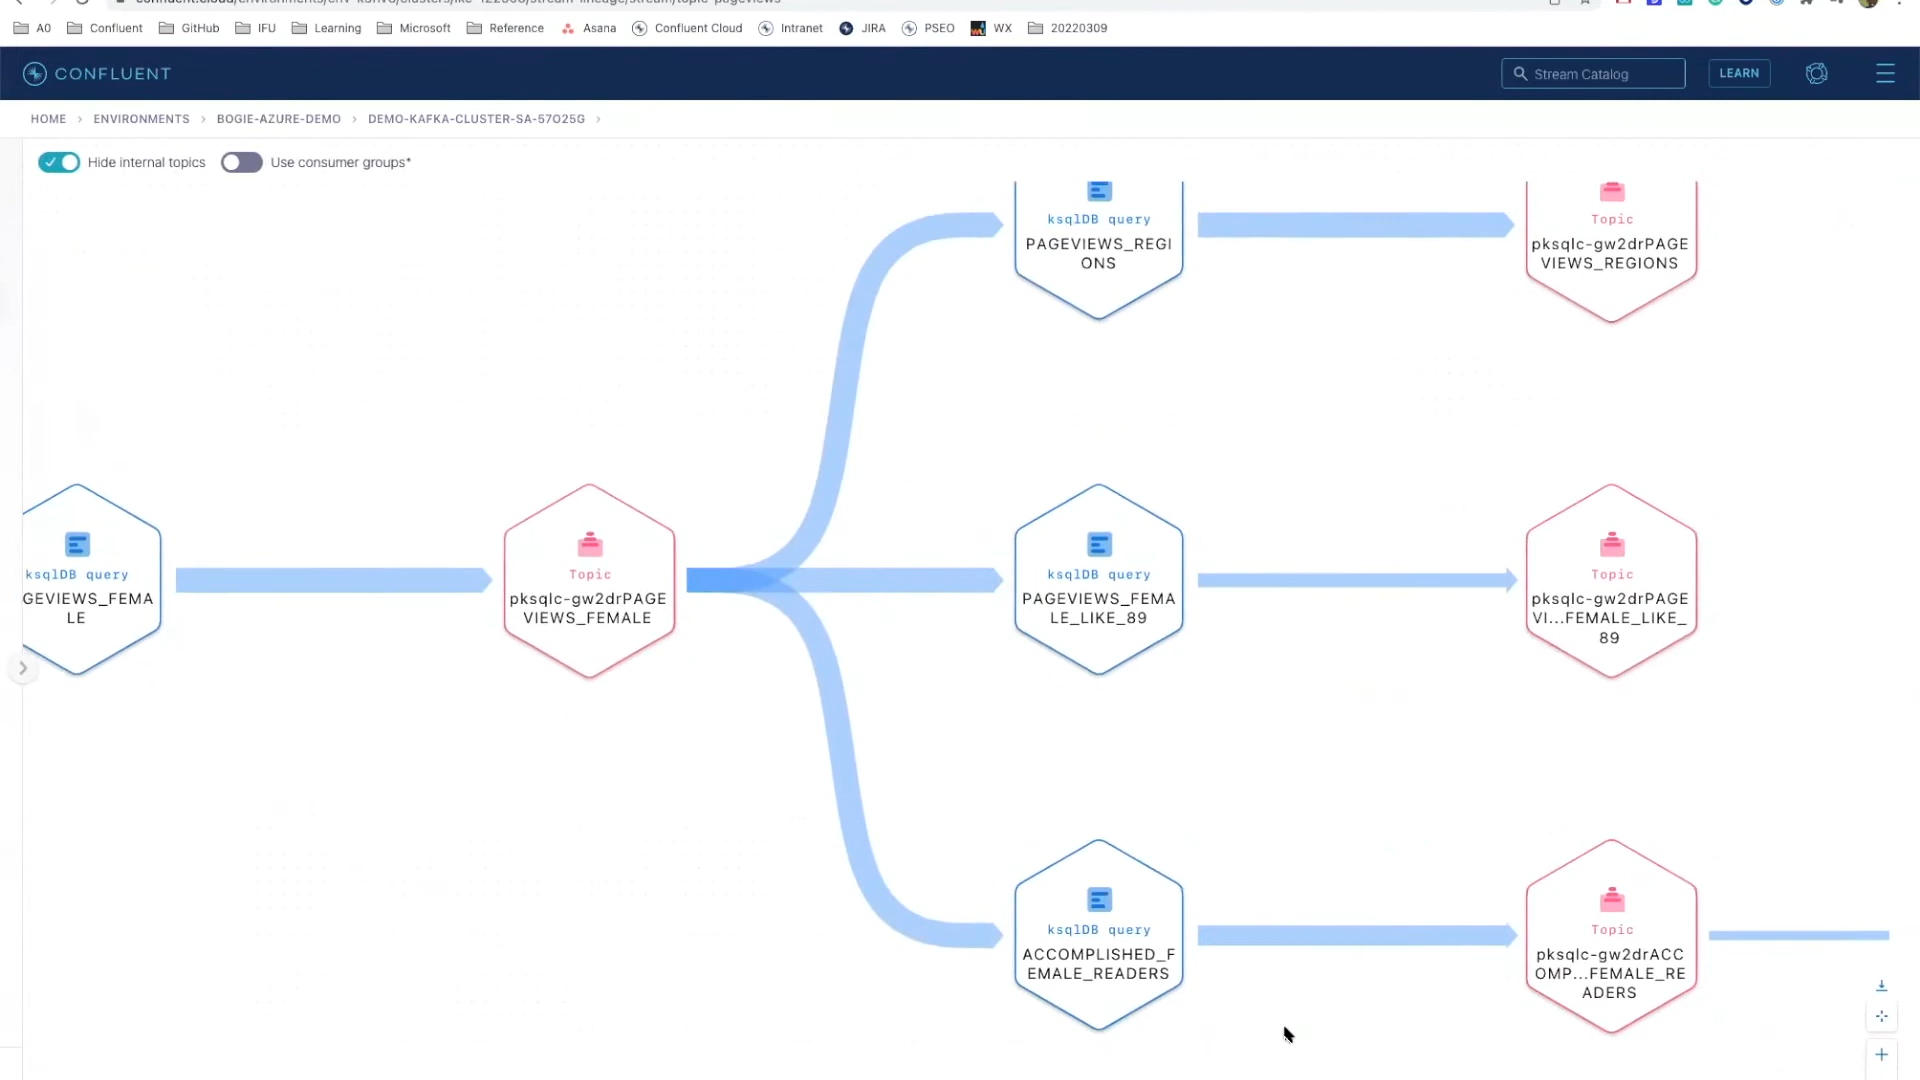 A0 Confluent GitHub IFU Learning Microsoft Reference Asana Confluent Cloud Intranet JIRA PSEO WX 20220309
CONFLUENT
Stream Catalog
LEARN
HOME > ENVIRONMENTS > BOGIE-AZURE-DEMO > DEMO-KAFKA-CLUSTER-SA-57O25G >
Hide internal topics
Use consumer groups*
ksqlDB query
PAGEVIEWS_REGI
ONS
Topic
pksqlc-gw2drPAGE
VIEWS_REGIONS
ksqlDB query
GEVIEWS_FEMA
LE
Topic
pksqlc-gw2drPAGE
VIEWS_FEMALE
ksqlDB query
PAGEVIEWS_FEMA
LE_LIKE_89
Topic
pksqlc-gw2drPAGE
VI...FEMALE_LIKE_
89
ksqlDB query
ACCOMPLISHED_F
EMALE_READERS
Topic
pksqlc-gw2drACC
OMP...FEMALE_RE
ADERS